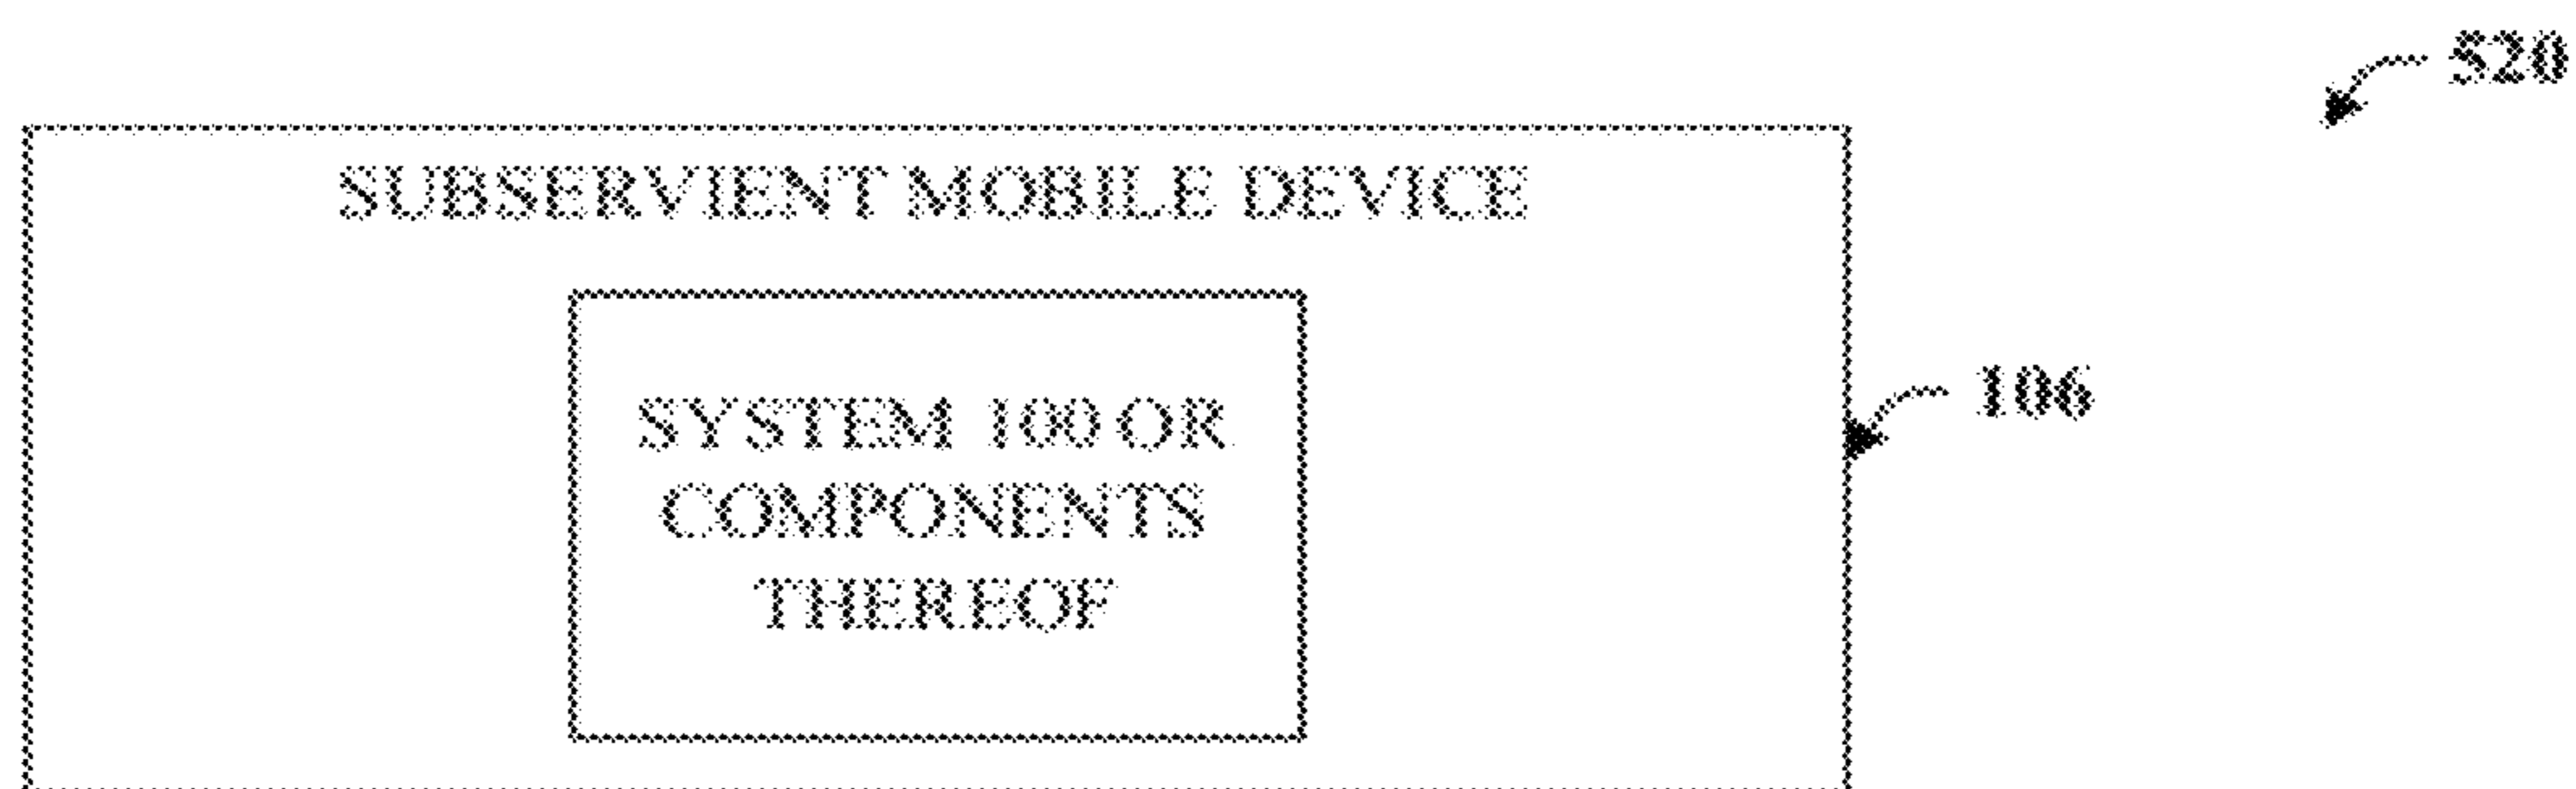 520
SUBSERVIENT MOBILE DEVICE
106
SYSTEM 100 OR
COMPONENTS
THEREOF